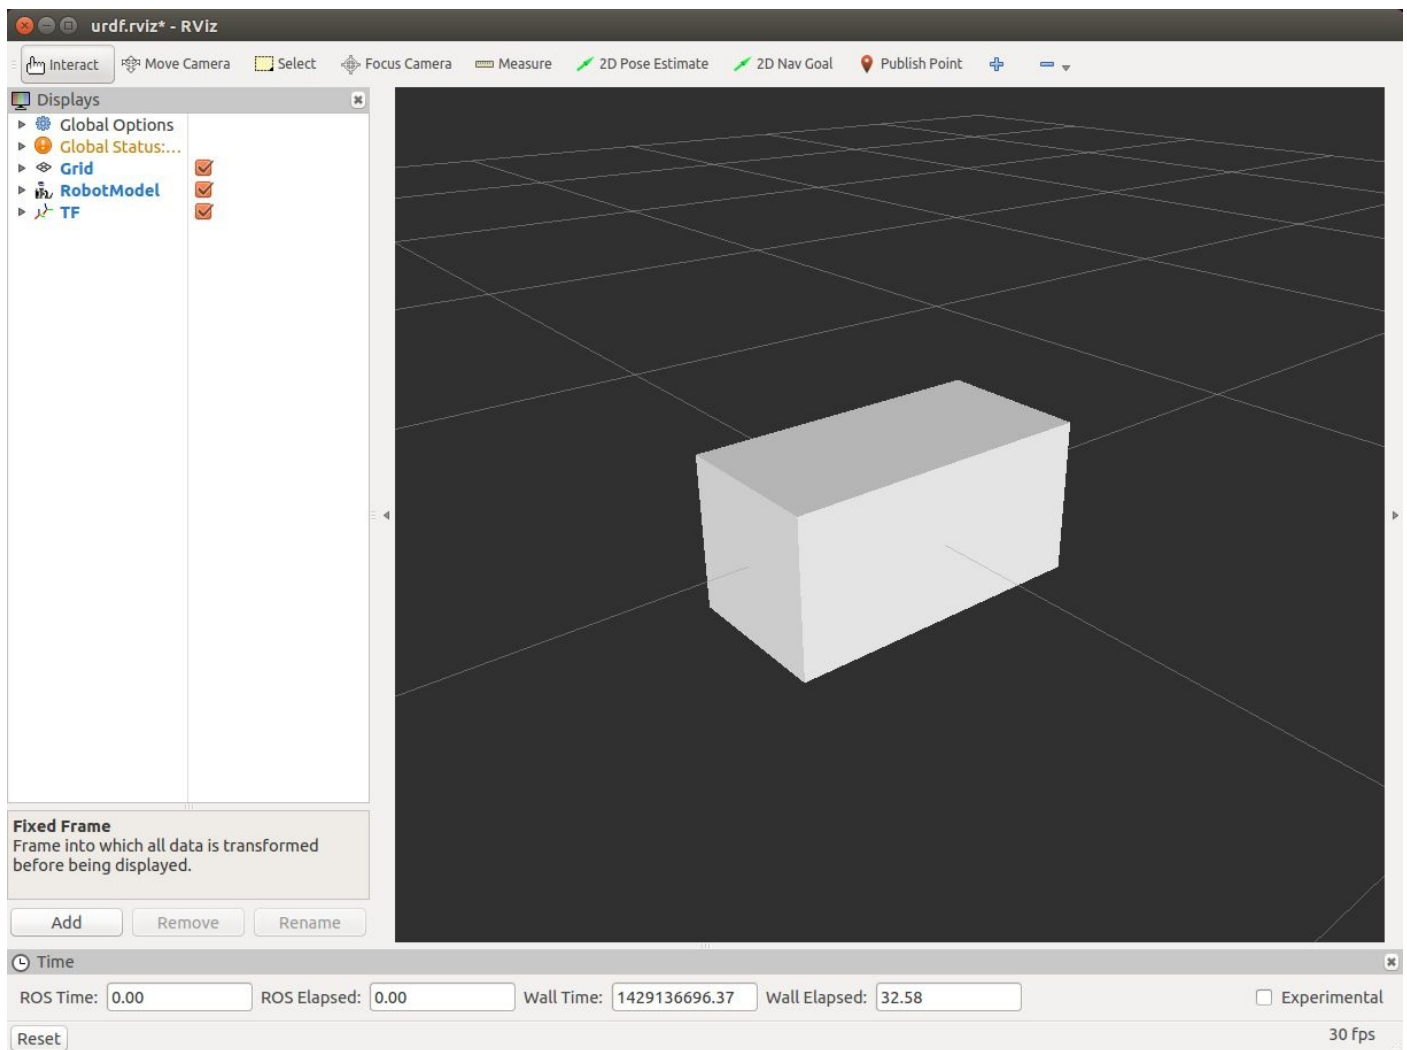 urdf.rviz* - RViz
Interact Move Camera Select Focus Camera Measure 2D Pose Estimate 2D Nav Goal Publish Point
Displays
Global Options
Global Status:...
Grid
RobotModel
TF
Fixed Frame
Frame into which all data is transformed
before being displayed.
Add Remove Rename
Time
ROS Time: 0.00 ROS Elapsed: 0.00 Wall Time: 1429136696.37 Wall Elapsed: 32.58 Experimental
Reset 30 fps